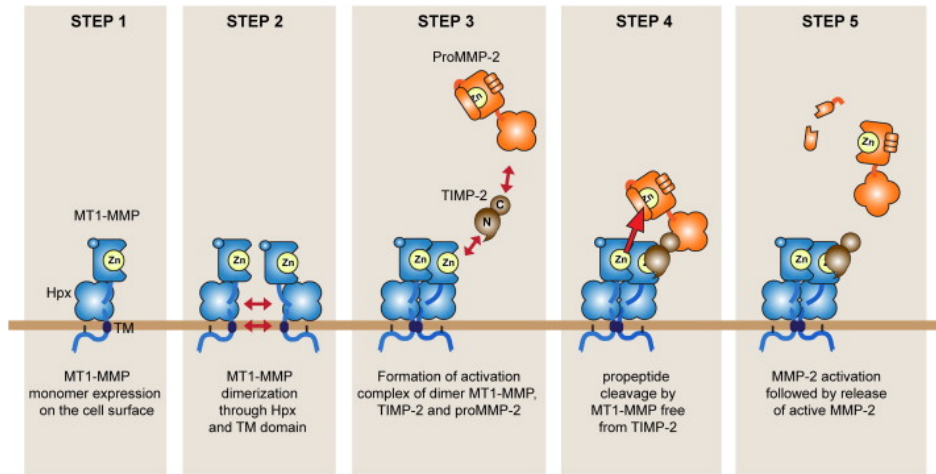 STEP 1
MT1-MMP
Zn
Hpx
TM
MT1-MMP
monomer expression
on the cell surface
STEP 2
Zn
Zn
MT1-MMP
dimerization
through Hpx
and TM domain
STEP 3
ProMMP-2
Zn
TIMP-2
C
N
Zn
Zn
Formation of activation
complex of dimer MT1-MMP,
TIMP-2 and proMMP-2
STEP 4
Zn
Zn
Zn
propeptide
cleavage by
MT1-MMP free
from TIMP-2
STEP 5
Zn
Zn
Zn
MMP-2 activation
followed by release
of active MMP-2